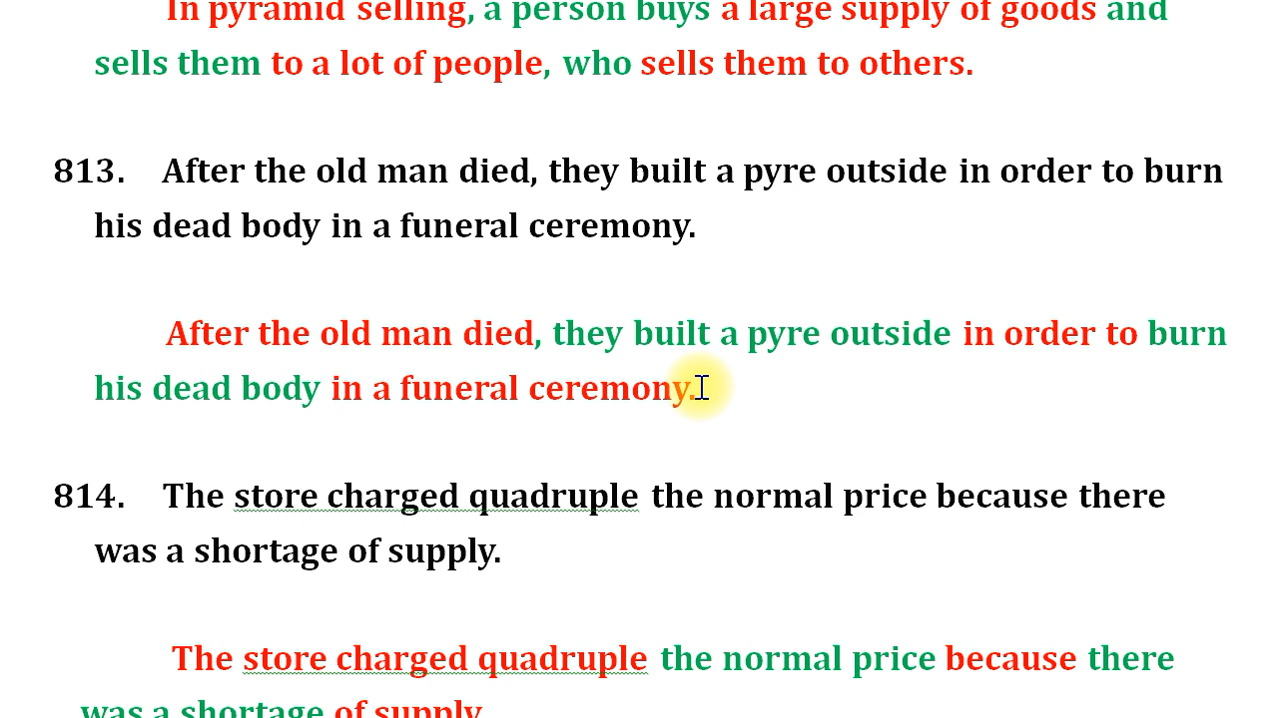 In pyramid selling, a person buys a large supply of goods and
sells them to a lot of people, who sells them to others.
813. After the old man died, they built a pyre outside in order to burn
his dead body in a funeral ceremony.
After the old man died, they built a pyre outside in order to burn
his dead body in a funeral ceremony.
814. The store charged quadruple the normal price because there
was a shortage of supply.
The store charged quadruple the normal price because there
was a shortage of supply.